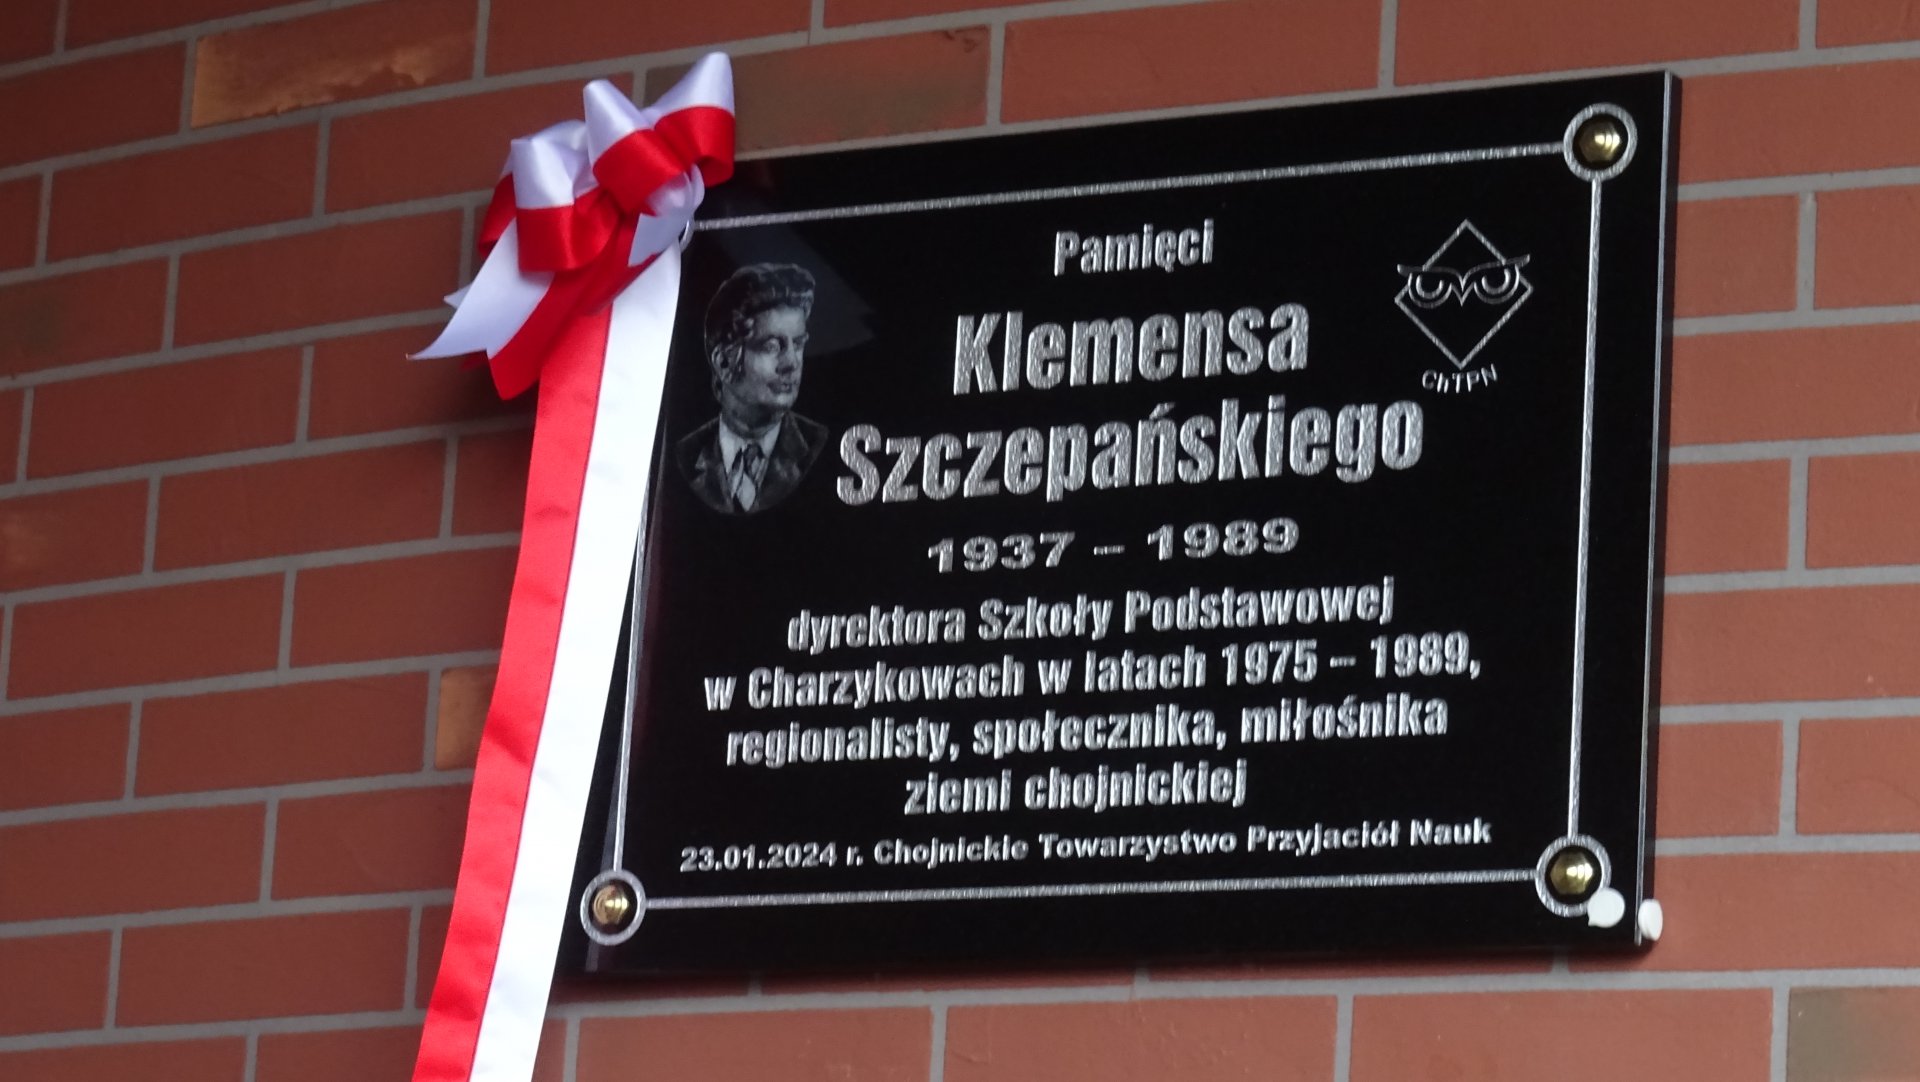 Pamięci
ChTPN
Klemensa
Szczepańskiego
1937 – 1989
dyrektora Szkoły Podstawowej
w Charzykowach w latach 1975 – 1989,
regionalisty, społecznika, miłośnika
ziemi chojnickiej
23.01.2024 r. Chojnickie Towarzystwo Przyjaciół Nauk